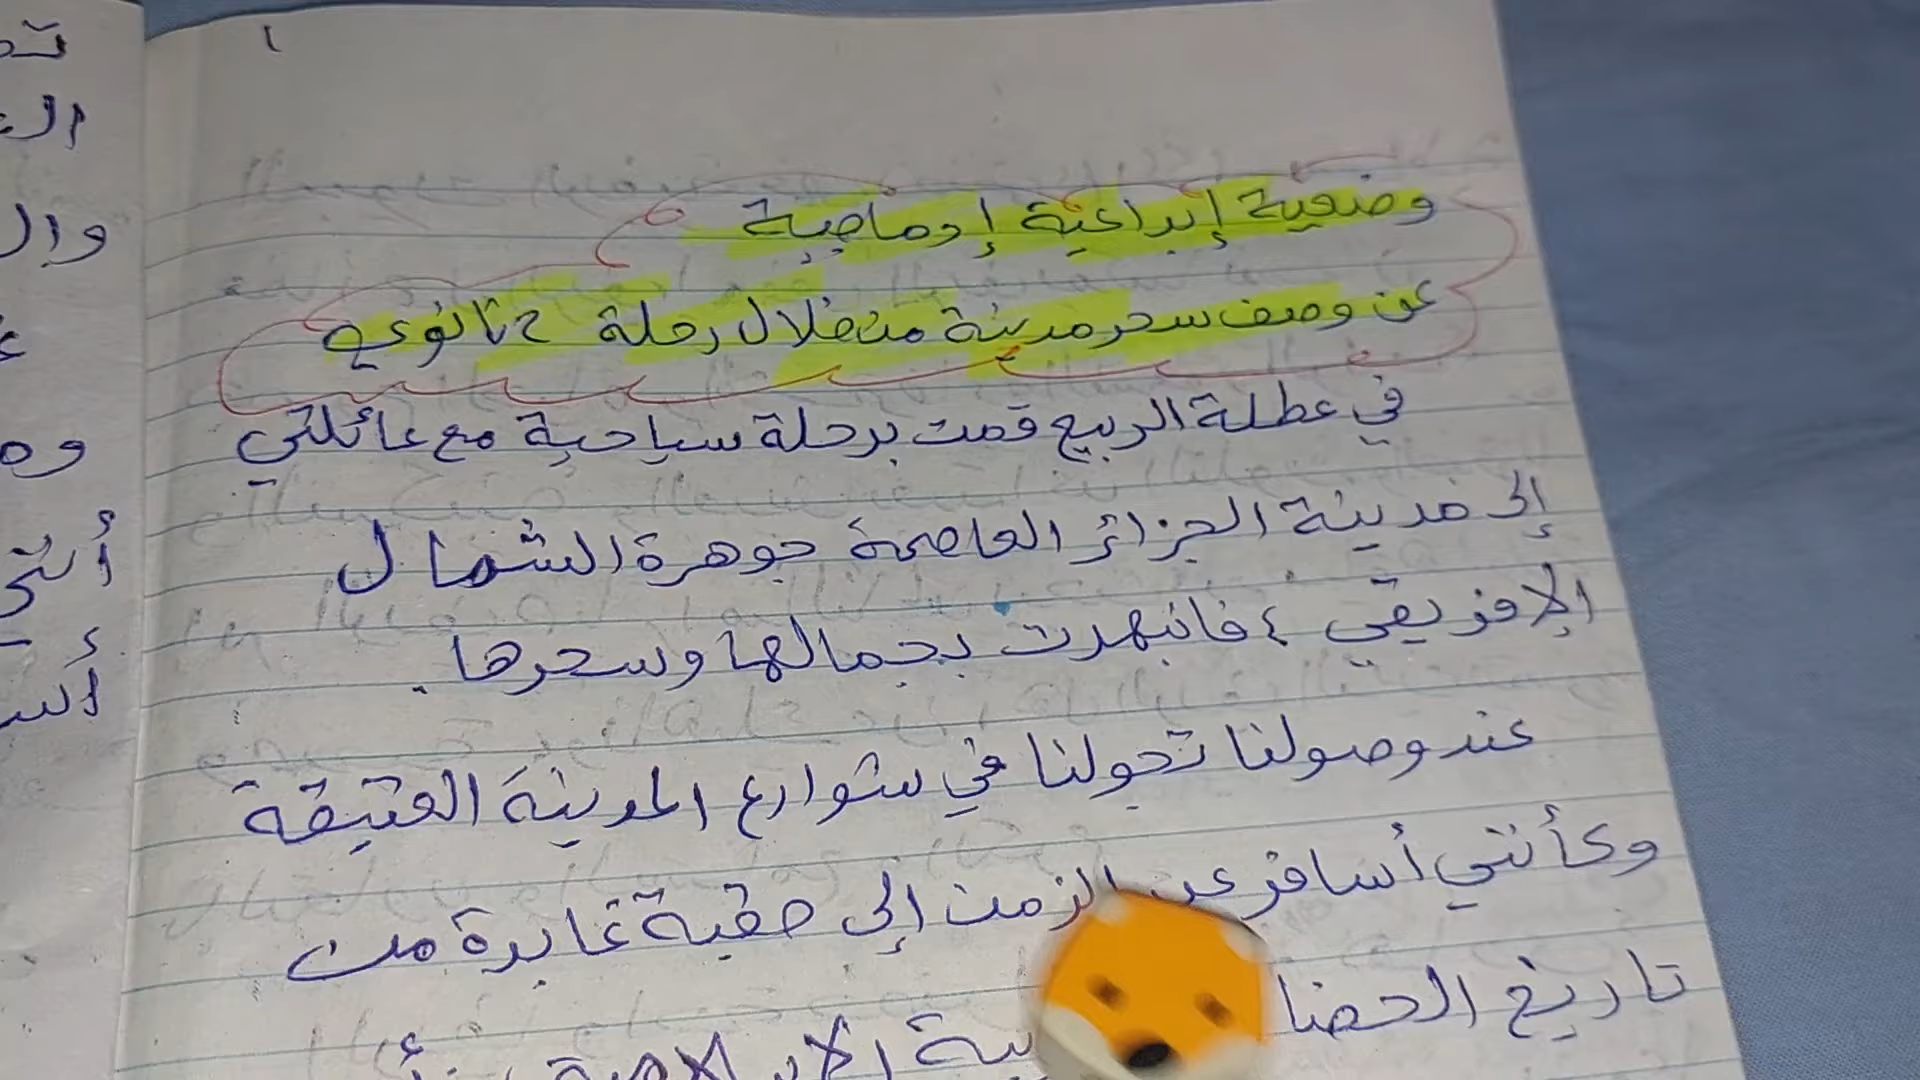 وضعية إبداعية إدماجية
عن وصف سحر مدينة من خلال رحلة 2 ثانوي
في عطلة الربيع قمت برحلة سياحية مع عائلتي
إلى مدينة الجزائر العاصمة جوهرة الشمال
الإفريقي، فانبهرت بجمالها وسحرها.
عند وصولنا تجولنا في شوارع المدينة العتيقة
وكأنني أسافر عبر الزمن إلى حقبة غابرة من
تاريخ الحضا